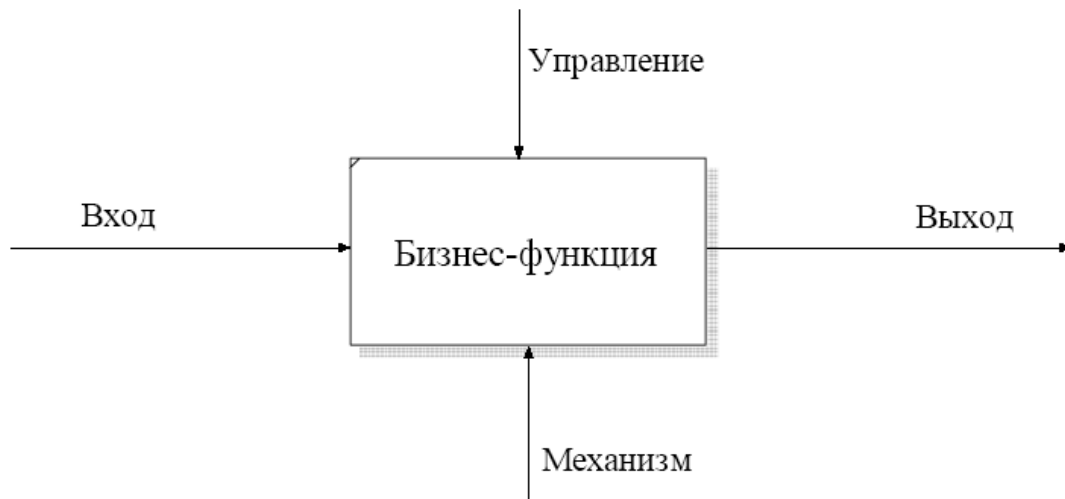 Управление
Вход
Бизнес-функция
Выход
Механизм